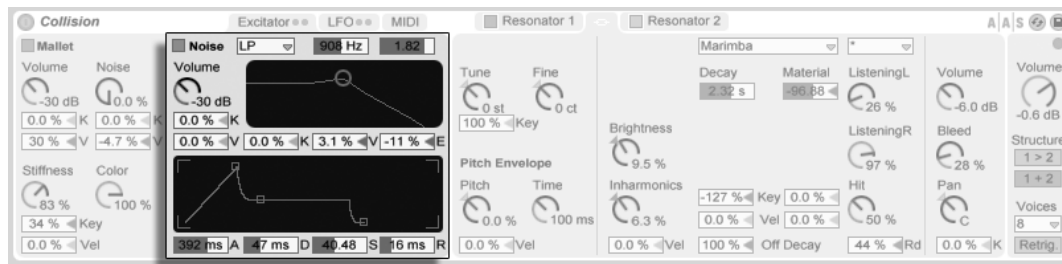 Collision Excitator LFO MIDI Resonator 1 Resonator 2 A A S
Mallet
Volume Noise
-30 dB 0.0 %
0.0 % K 0.0 % K
30 % V -4.7 % V
Stiffness Color
83 % 100 %
34 % Key
0.0 % Vel
Noise LP 908 Hz 1.82
Volume
-30 dB
0.0 % K
0.0 % V 0.0 % K 3.1 % V -11 % E
392 ms A 47 ms D 40.48 S 16 ms R
Tune Fine
0 st 0 ct
100 % Key
Pitch Envelope
Pitch Time
0.0 % 100 ms
0.0 % Vel
Brightness
9.5 %
Inharmonics
6.3 %
0.0 % Vel
Marimba *
Decay Material
2.32 s -96.88
-127 % Key 0.0 %
0.0 % Vel 0.0 %
100 % Off Decay
ListeningL
26 %
ListeningR
97 %
Hit
50 %
44 % Rd
Volume
-6.0 dB
Bleed
28 %
Pan
C
0.0 % K
Volume
-0.6 dB
Structure
1 > 2
1 + 2
Voices
8
Retrig.